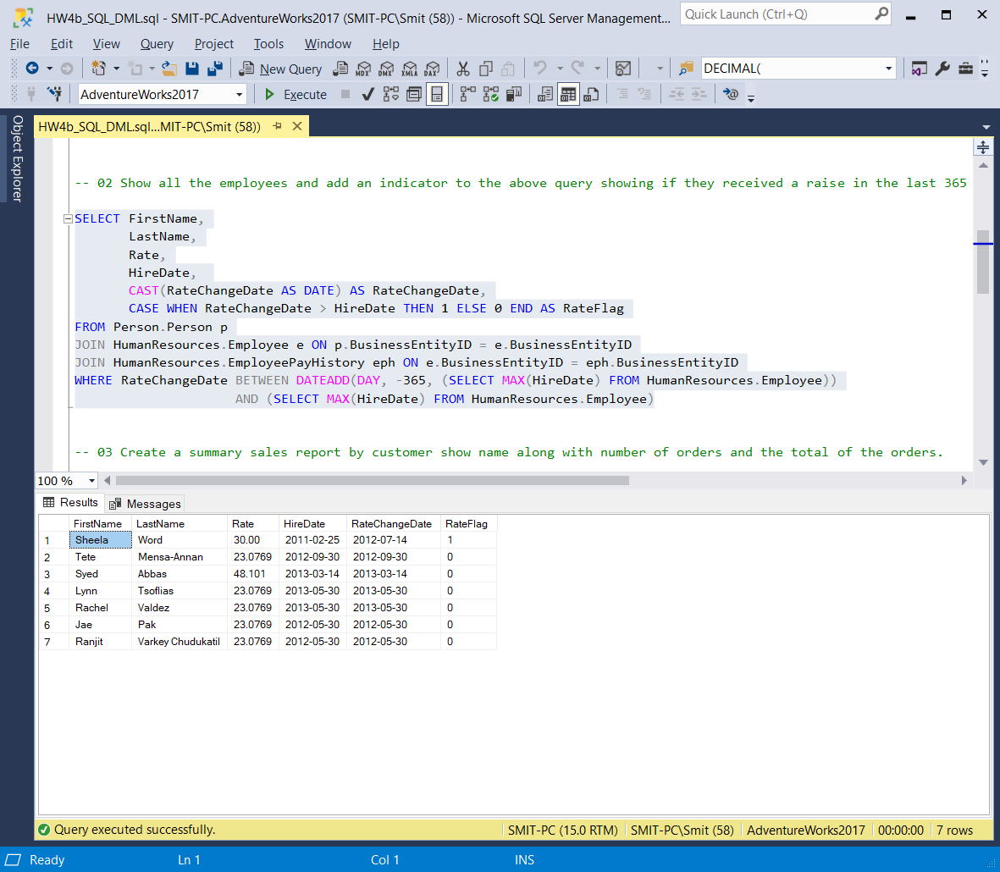 HW4b_SQL_DML.sql - SMIT-PC.AdventureWorks2017 (SMIT-PC\Smit (58)) - Microsoft SQL Server Management...
Quick Launch (Ctrl+Q)
File Edit View Query Project Tools Window Help
New Query MDX DMX XMLA DAX DECIMAL(
AdventureWorks2017 Execute
Object Explorer
HW4b_SQL_DML.sql...MIT-PC\Smit (58))
-- 02 Show all the employees and add an indicator to the above query showing if they received a raise in the last 365
SELECT FirstName,
LastName,
Rate,
HireDate,
CAST(RateChangeDate AS DATE) AS RateChangeDate,
CASE WHEN RateChangeDate > HireDate THEN 1 ELSE 0 END AS RateFlag
FROM Person.Person p
JOIN HumanResources.Employee e ON p.BusinessEntityID = e.BusinessEntityID
JOIN HumanResources.EmployeePayHistory eph ON e.BusinessEntityID = eph.BusinessEntityID
WHERE RateChangeDate BETWEEN DATEADD(DAY, -365, (SELECT MAX(HireDate) FROM HumanResources.Employee))
AND (SELECT MAX(HireDate) FROM HumanResources.Employee)
-- 03 Create a summary sales report by customer show name along with number of orders and the total of the orders.
100 %
Results Messages
FirstName LastName Rate HireDate RateChangeDate RateFlag
1 Sheela Word 30.00 2011-02-25 2012-07-14 1
2 Tete Mensa-Annan 23.0769 2012-09-30 2012-09-30 0
3 Syed Abbas 48.101 2013-03-14 2013-03-14 0
4 Lynn Tsoflias 23.0769 2013-05-30 2013-05-30 0
5 Rachel Valdez 23.0769 2013-05-30 2013-05-30 0
6 Jae Pak 23.0769 2012-05-30 2012-05-30 0
7 Ranjit Varkey Chudukatil 23.0769 2012-05-30 2012-05-30 0
Query executed successfully. SMIT-PC (15.0 RTM) SMIT-PC\Smit (58) AdventureWorks2017 00:00:00 7 rows
Ready Ln 1 Col 1 INS